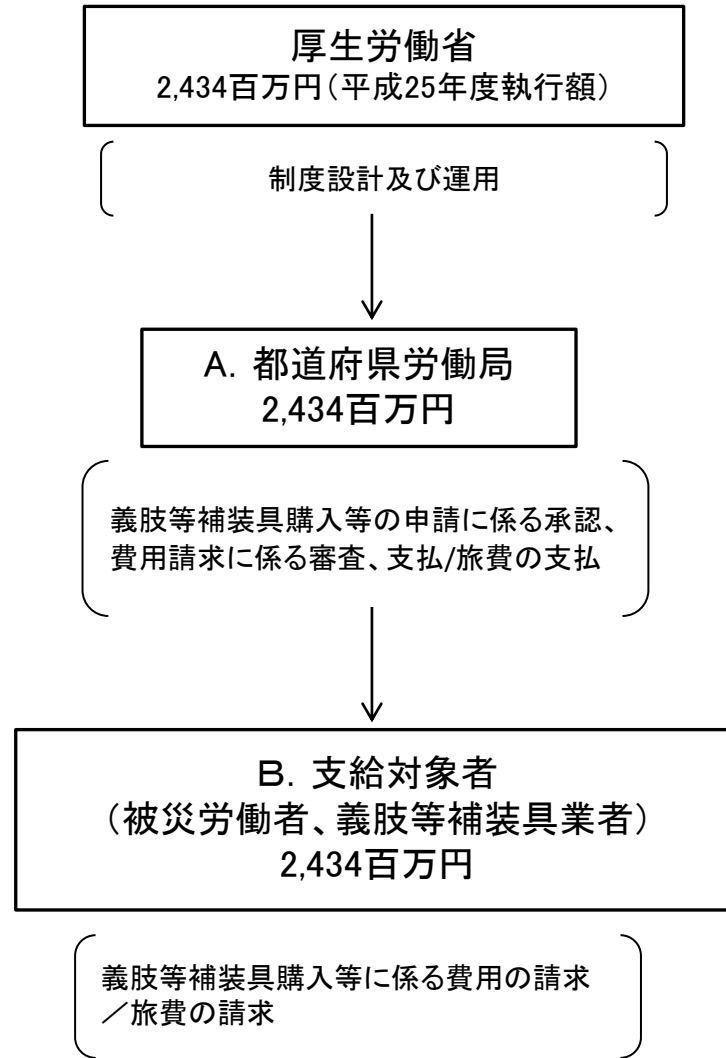 厚生労働省
2,434百万円(平成25年度執行額)
制度設計及び運用
A. 都道府県労働局
2,434百万円
義肢等補装具購入等の申請に係る承認、
費用請求に係る審査、支払/旅費の支払
B. 支給対象者
(被災労働者、義肢等補装具業者)
2,434百万円
義肢等補装具購入等に係る費用の請求
／旅費の請求